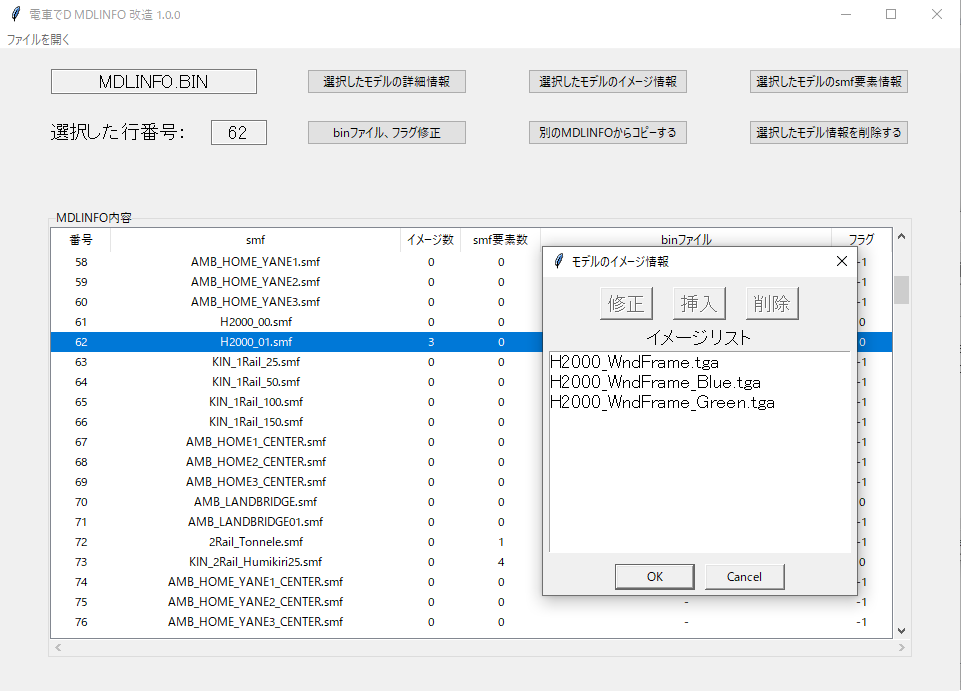 電車でD MDLINFO 改造 1.0.0
ファイルを開く
MDLINFO.BIN 選択したモデルの詳細情報 選択したモデルのイメージ情報 選択したモデルのsmf要素情報
選択した行番号： 62 binファイル、フラグ修正 別のMDLINFOからコピーする 選択したモデル情報を削除する
MDLINFO内容
番号 smf イメージ数 smf要素数 binファイル フラグ
58 AMB_HOME_YANE1.smf 0 0 -1
59 AMB_HOME_YANE2.smf 0 0 -1
60 AMB_HOME_YANE3.smf 0 0 -1
61 H2000_00.smf 0 0 0
62 H2000_01.smf 3 0 0
63 KIN_1Rail_25.smf 0 0 -1
64 KIN_1Rail_50.smf 0 0 -1
65 KIN_1Rail_100.smf 0 0 -1
66 KIN_1Rail_150.smf 0 0 -1
67 AMB_HOME1_CENTER.smf 0 0 -1
68 AMB_HOME2_CENTER.smf 0 0 -1
69 AMB_HOME3_CENTER.smf 0 0 -1
70 AMB_LANDBRIDGE.smf 0 0 0
71 AMB_LANDBRIDGE01.smf 0 0 -1
72 2Rail_Tonnele.smf 0 1 -1
73 KIN_2Rail_Humikiri25.smf 0 4 0
74 AMB_HOME_YANE1_CENTER.smf 0 0 -1
75 AMB_HOME_YANE2_CENTER.smf 0 0 - -1
76 AMB_HOME_YANE3_CENTER.smf 0 0 - -1
モデルのイメージ情報
修正 挿入 削除
イメージリスト
H2000_WndFrame.tga
H2000_WndFrame_Blue.tga
H2000_WndFrame_Green.tga
OK Cancel